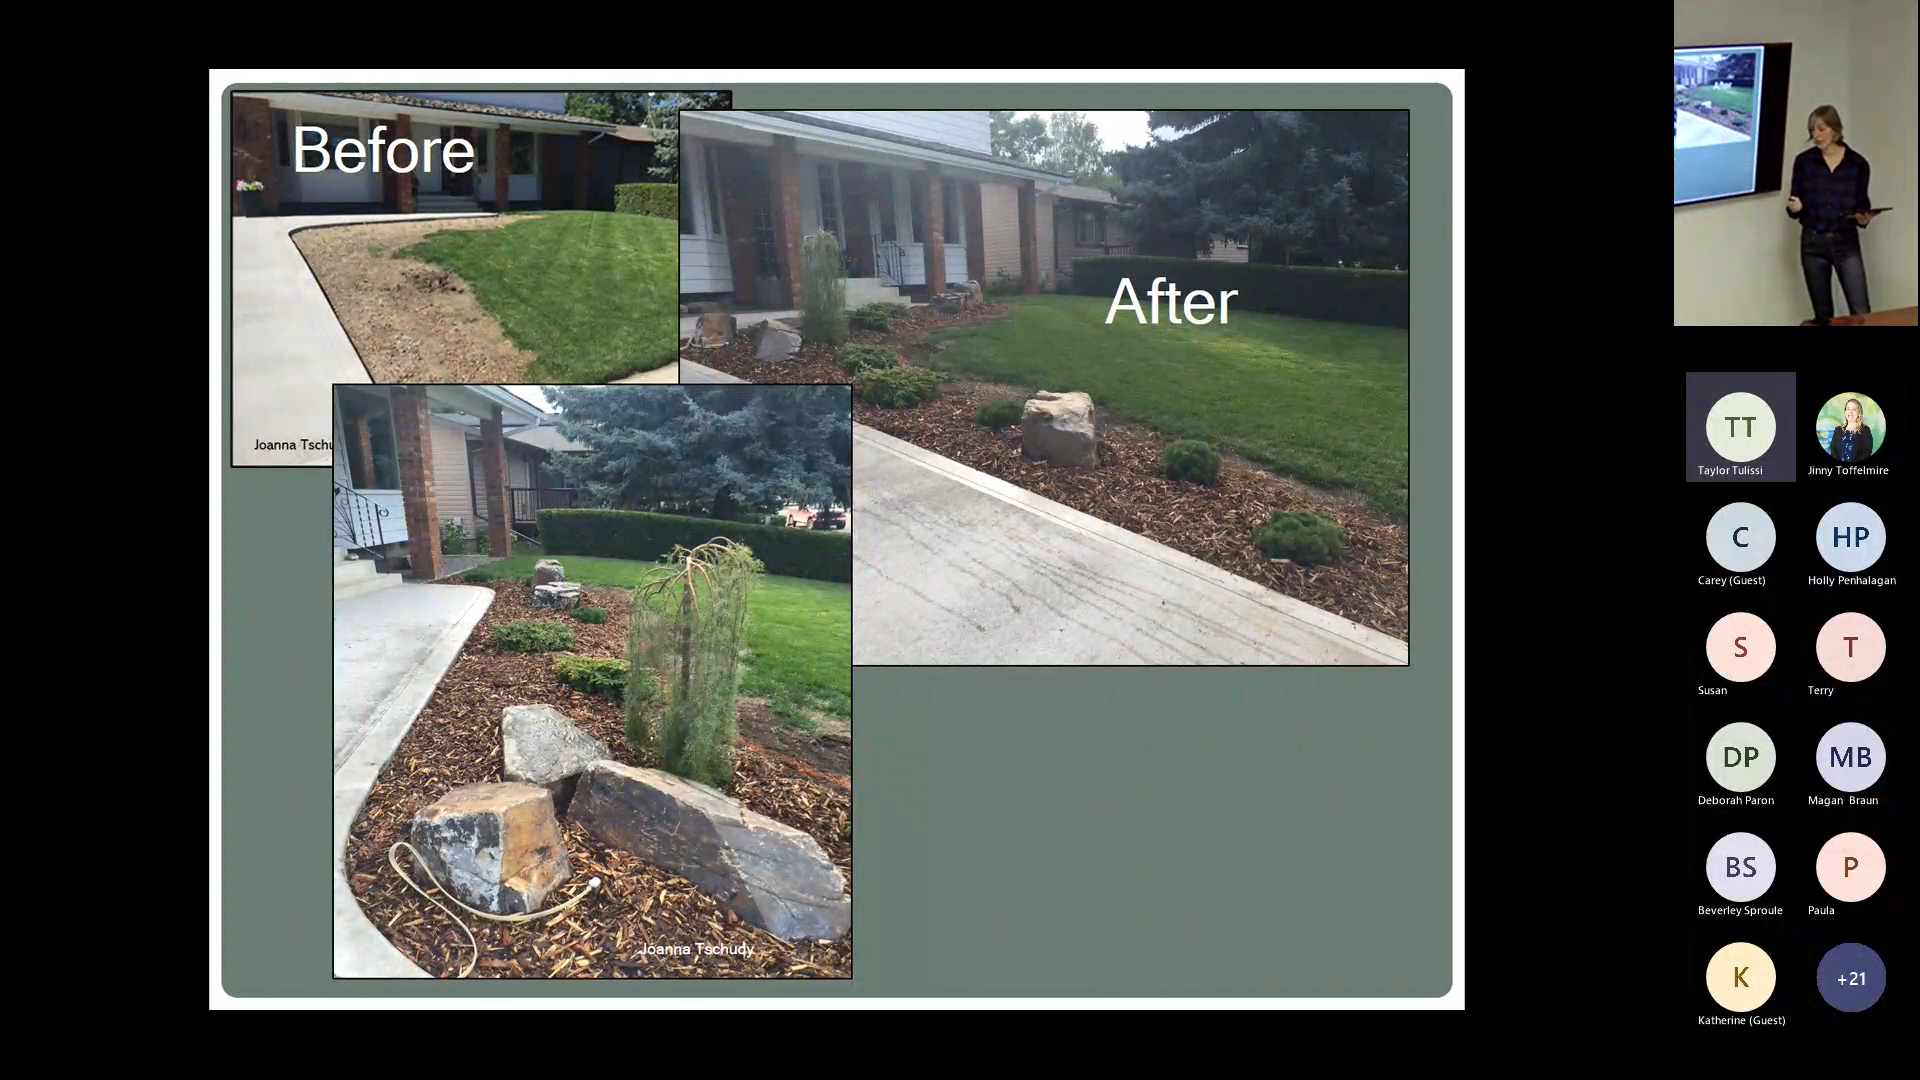 Before
After
Joanna Tschu
Joanna Tschudy
TT
Taylor Tulissi
Jinny Toffelmire
C
Carey (Guest)
HP
Holly Penhalagan
S
Susan
T
Terry
DP
Deborah Paron
MB
Magan Braun
BS
Beverley Sproule
P
Paula
K
Katherine (Guest)
+21